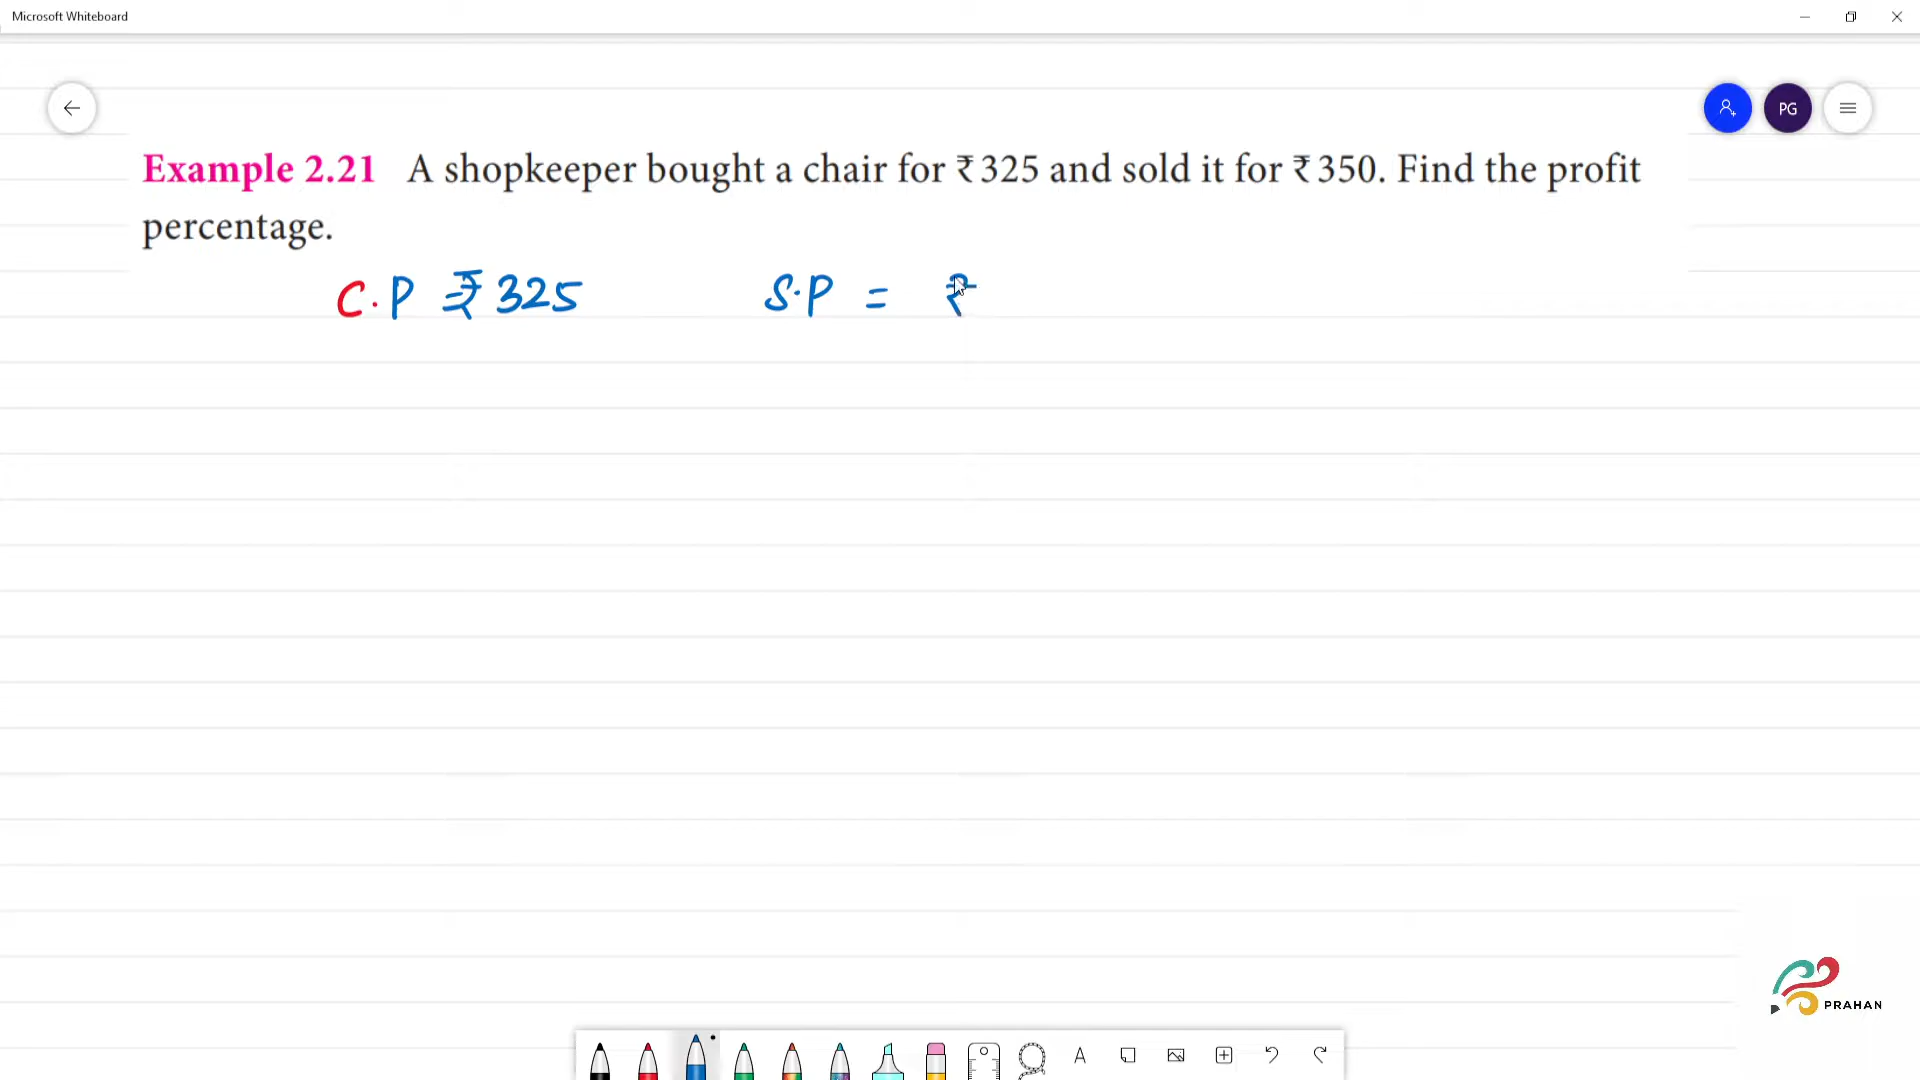 Microsoft Whiteboard
PG
Example 2.21 A shopkeeper bought a chair for ₹325 and sold it for ₹350. Find the profit
percentage.
C.P = ₹ 325 S.P = ₹
PRAHAN
A